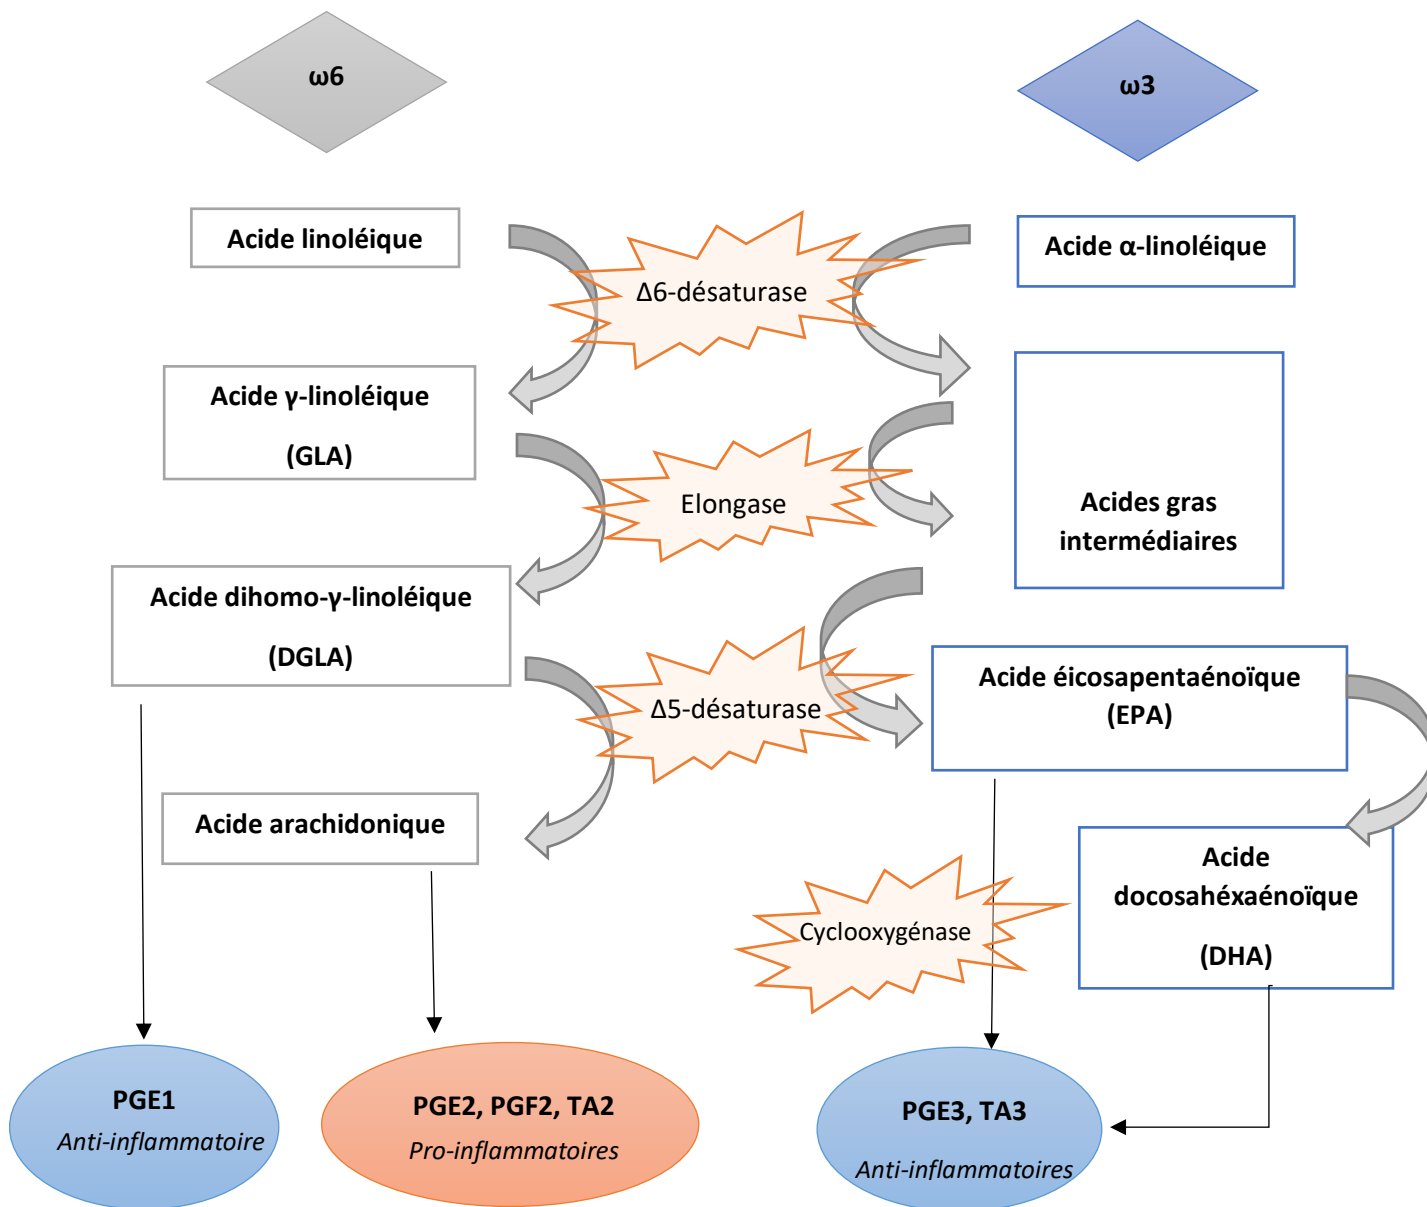 ω6
ω3
Acide linoléique
Acide α-linoléique
Δ6-désaturase
Acide γ-linoléique
(GLA)
Elongase
Acides gras
intermédiaires
Acide dihomo-γ-linoléique
(DGLA)
Δ5-désaturase
Acide éicosapentaénoïque
(EPA)
Acide arachidonique
Acide
docosahéxaénoïque
(DHA)
Cyclooxygénase
PGE1
Anti-inflammatoire
PGE2, PGF2, TA2
Pro-inflammatoires
PGE3, TA3
Anti-inflammatoires